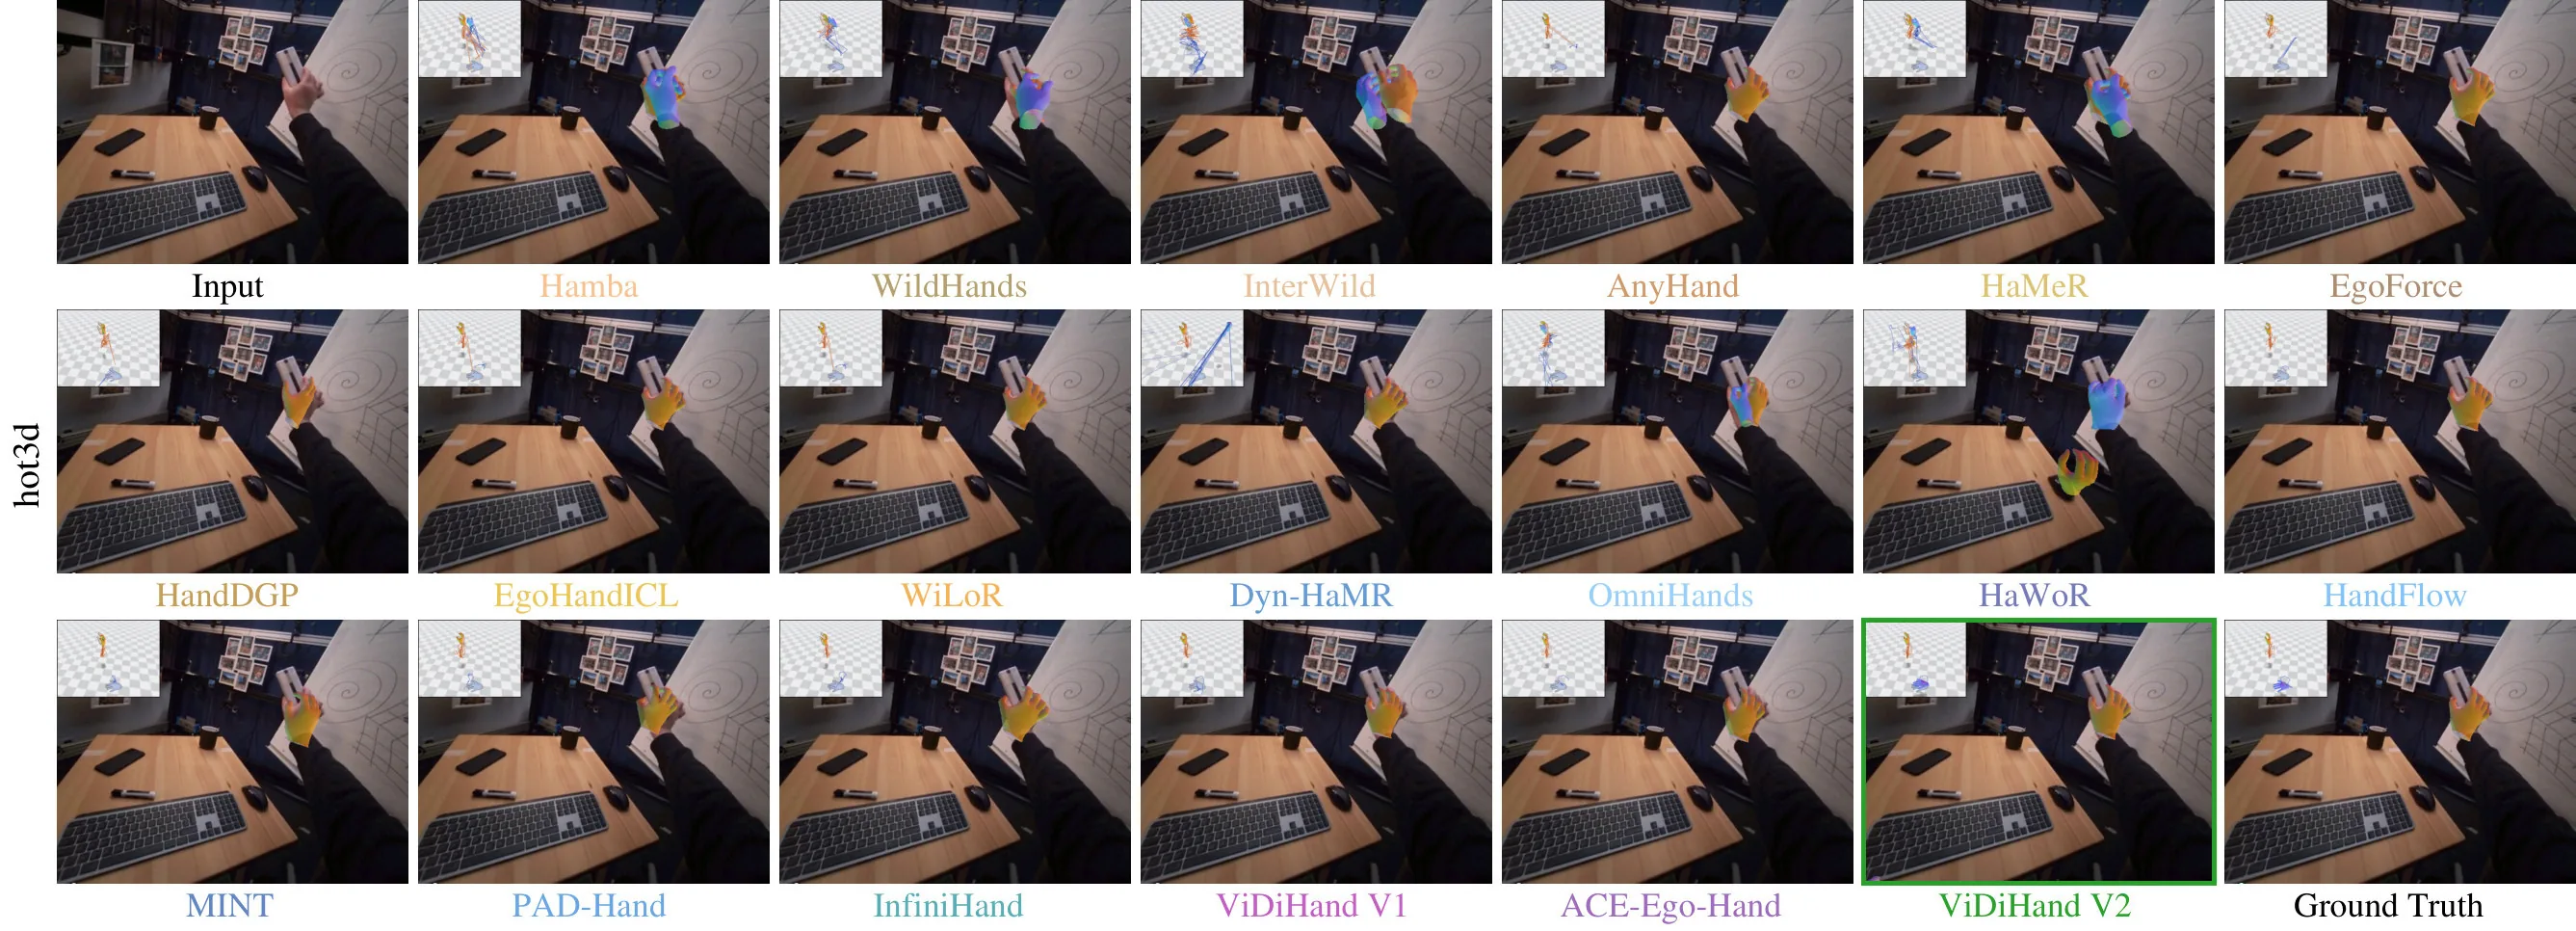 Input
Hamba
WildHands
InterWild
AnyHand
HaMeR
EgoForce
hot3d
HandDGP
EgoHandICL
WiLoR
Dyn-HaMR
OmniHands
HaWoR
HandFlow
MINT
PAD-Hand
InfiniHand
ViDiHand V1
ACE-Ego-Hand
ViDiHand V2
Ground Truth